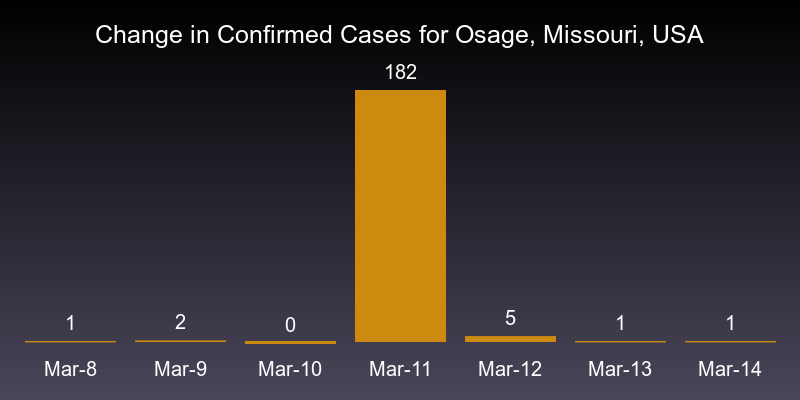 Change in Confirmed Cases for Osage, Missouri, USA
182
1 2 0 5 1 1
Mar-8 Mar-9 Mar-10 Mar-11 Mar-12 Mar-13 Mar-14